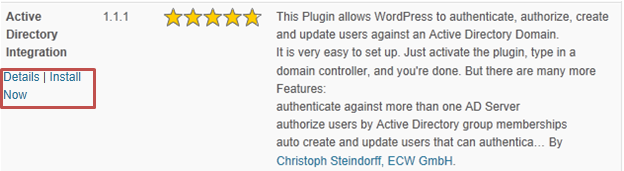 Active Directory Integration
1.1.1
Details | Install Now
This Plugin allows WordPress to authenticate, authorize, create
and update users against an Active Directory Domain.
It is very easy to set up. Just activate the plugin, type in a
domain controller, and you're done. But there are many more
Features:
authenticate against more than one AD Server
authorize users by Active Directory group memberships
auto create and update users that can authentica… By
Christoph Steindorff, ECW GmbH.